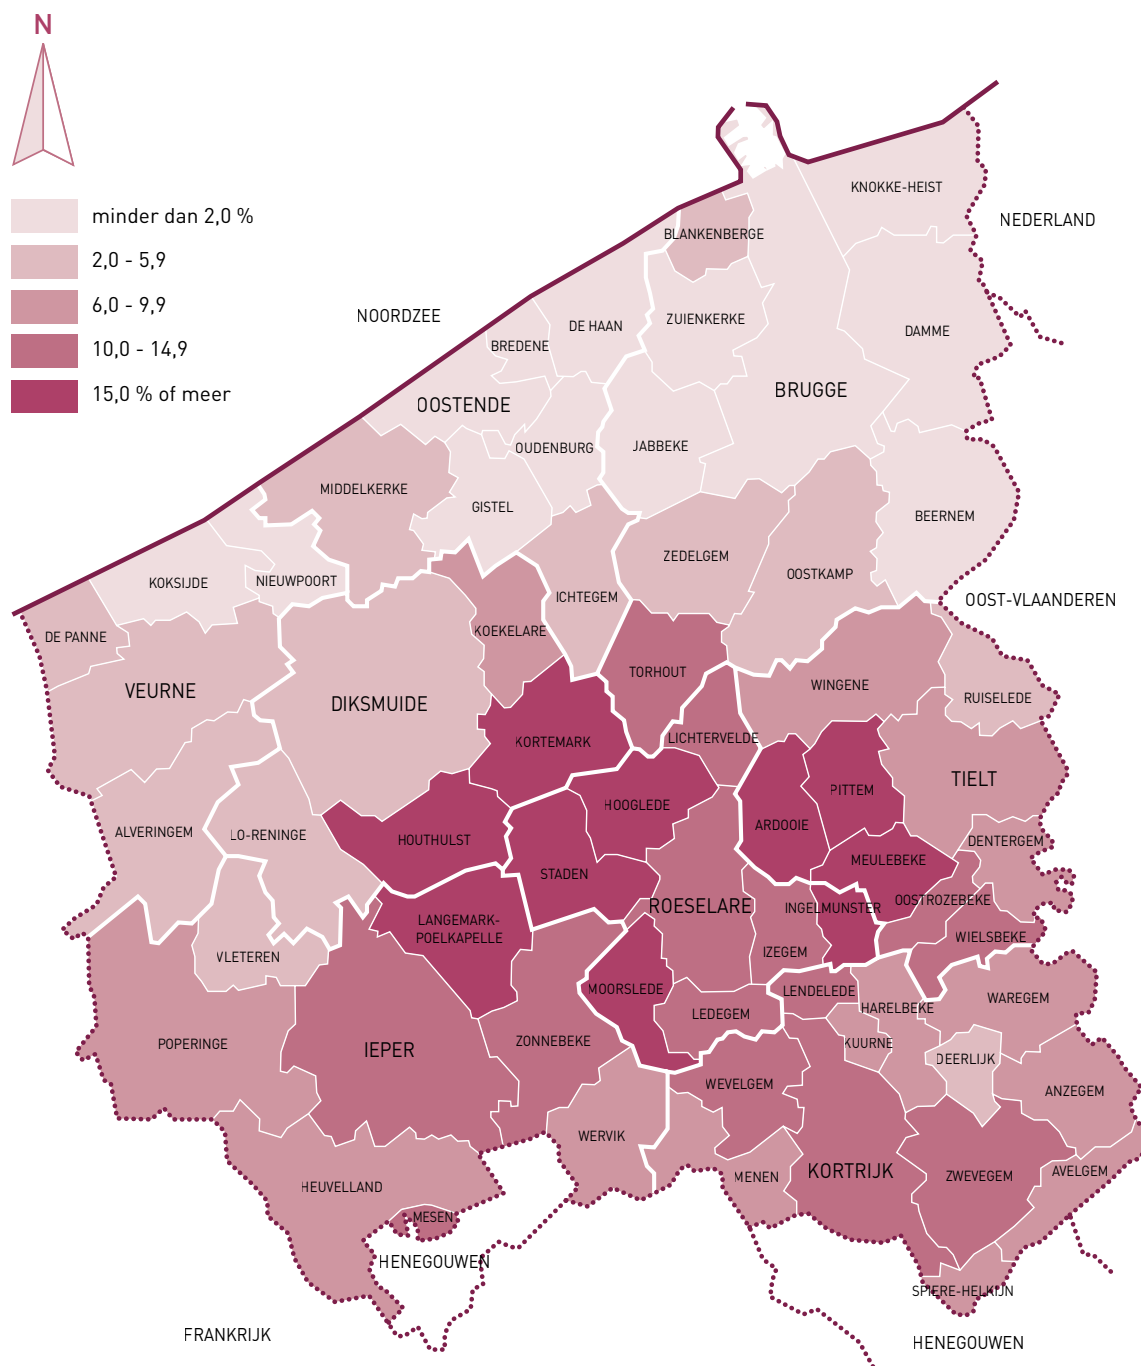 N
minder dan 2,0 %
2,0 - 5,9
6,0 - 9,9
10,0 - 14,9
15,0 % of meer
KNOKKE-HEIST
NEDERLAND
BLANKENBERGE
NOORDZEE
DE HAAN
ZUIENKERKE
DAMME
BREDENE
BRUGGE
OOSTENDE
OUDENBURG
JABBEKE
MIDDELKERKE
GISTEL
BEERNEM
ZEDELGEM
OOSTKAMP
KOKSIJDE
NIEUWPOORT
ICHTEGEM
OOST-VLAANDEREN
DE PANNE
KOEKELARE
TORHOUT
VEURNE
WINGENE
RUISELEDE
DIKSMUIDE
KORTEMARK
LICHTERVELDE
TIELT
PITTEM
HOOGLEDE
ARDOOIE
ALVERINGEM
LO-RENINGE
HOUTHULST
DENTERGEM
MEULEBEKE
STADEN
OOSTROZEBEKE
ROESELARE
INGELMUNSTER
LANGEMARK-
POELKAPELLE
WIELSBEKE
IZEGEM
VLETEREN
MOORSLEDE
LENDELEDE
WAREGEM
HARELBEKE
LEDEGEM
POPERINGE
IEPER
ZONNEBEKE
KUURNE
DEERLIJK
WEVELGEM
ANZEGEM
WERVIK
MENEN
KORTRIJK
ZWEVEGEM
AVELGEM
HEUVELLAND
MESEN
HENEGOUWEN
SPIERE-HELKIJN
FRANKRIJK
HENEGOUWEN